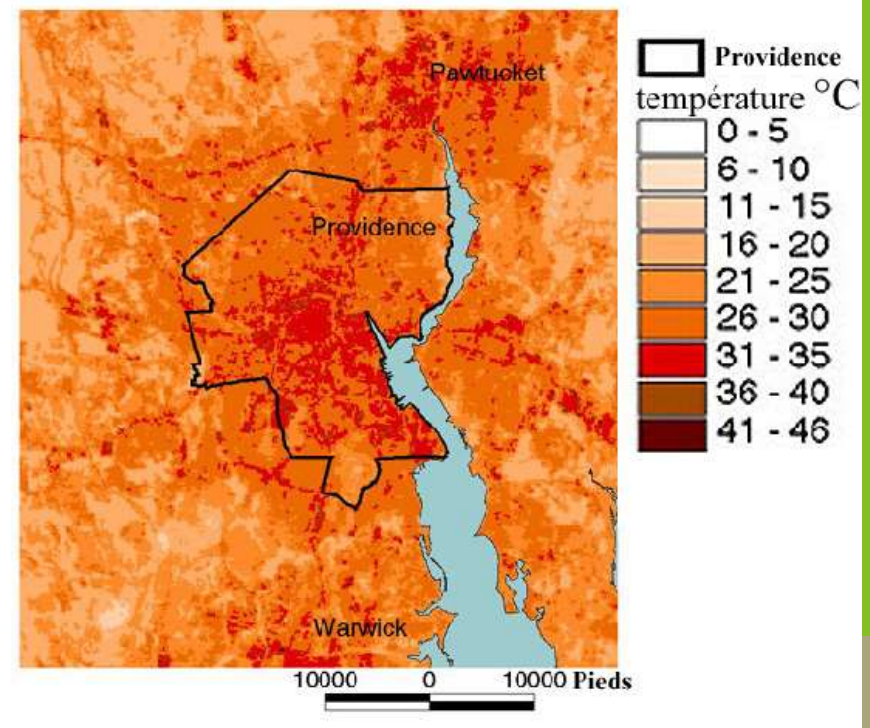 Pawtucket
Providence
Warwick
10000 0 10000 Pieds
Providence
température °C
0 - 5
6 - 10
11 - 15
16 - 20
21 - 25
26 - 30
31 - 35
36 - 40
41 - 46